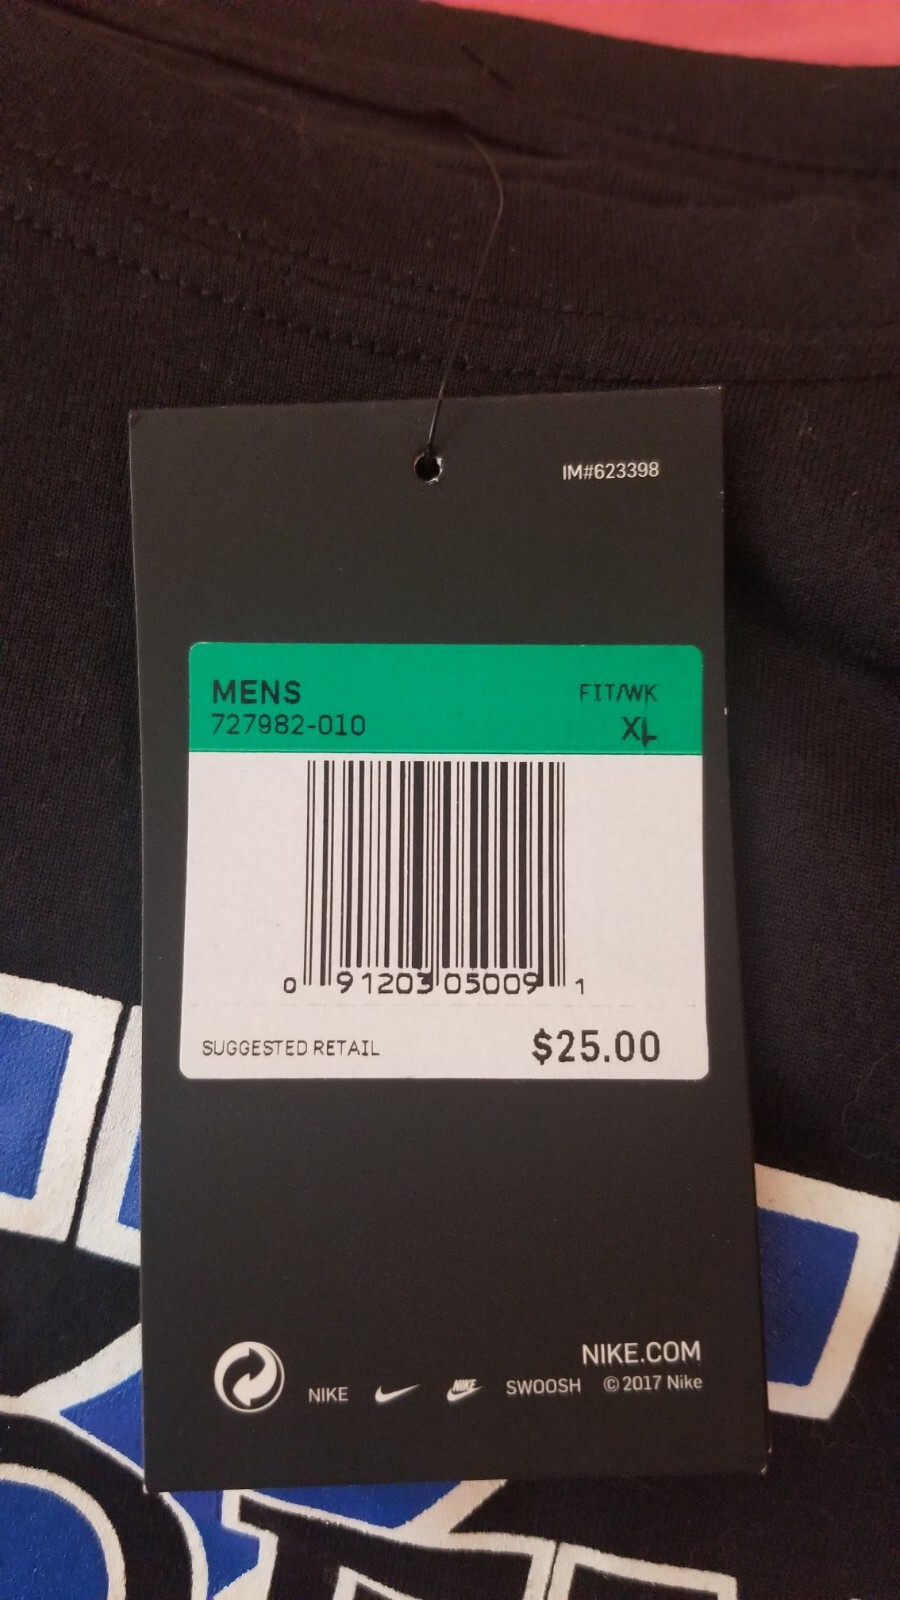 IM#623398
MENS FIT/WK
727982-010 XL
0 91203 05009 1
SUGGESTED RETAIL $25.00
NIKE.COM
NIKE NIKE SWOOSH © 2017 Nike